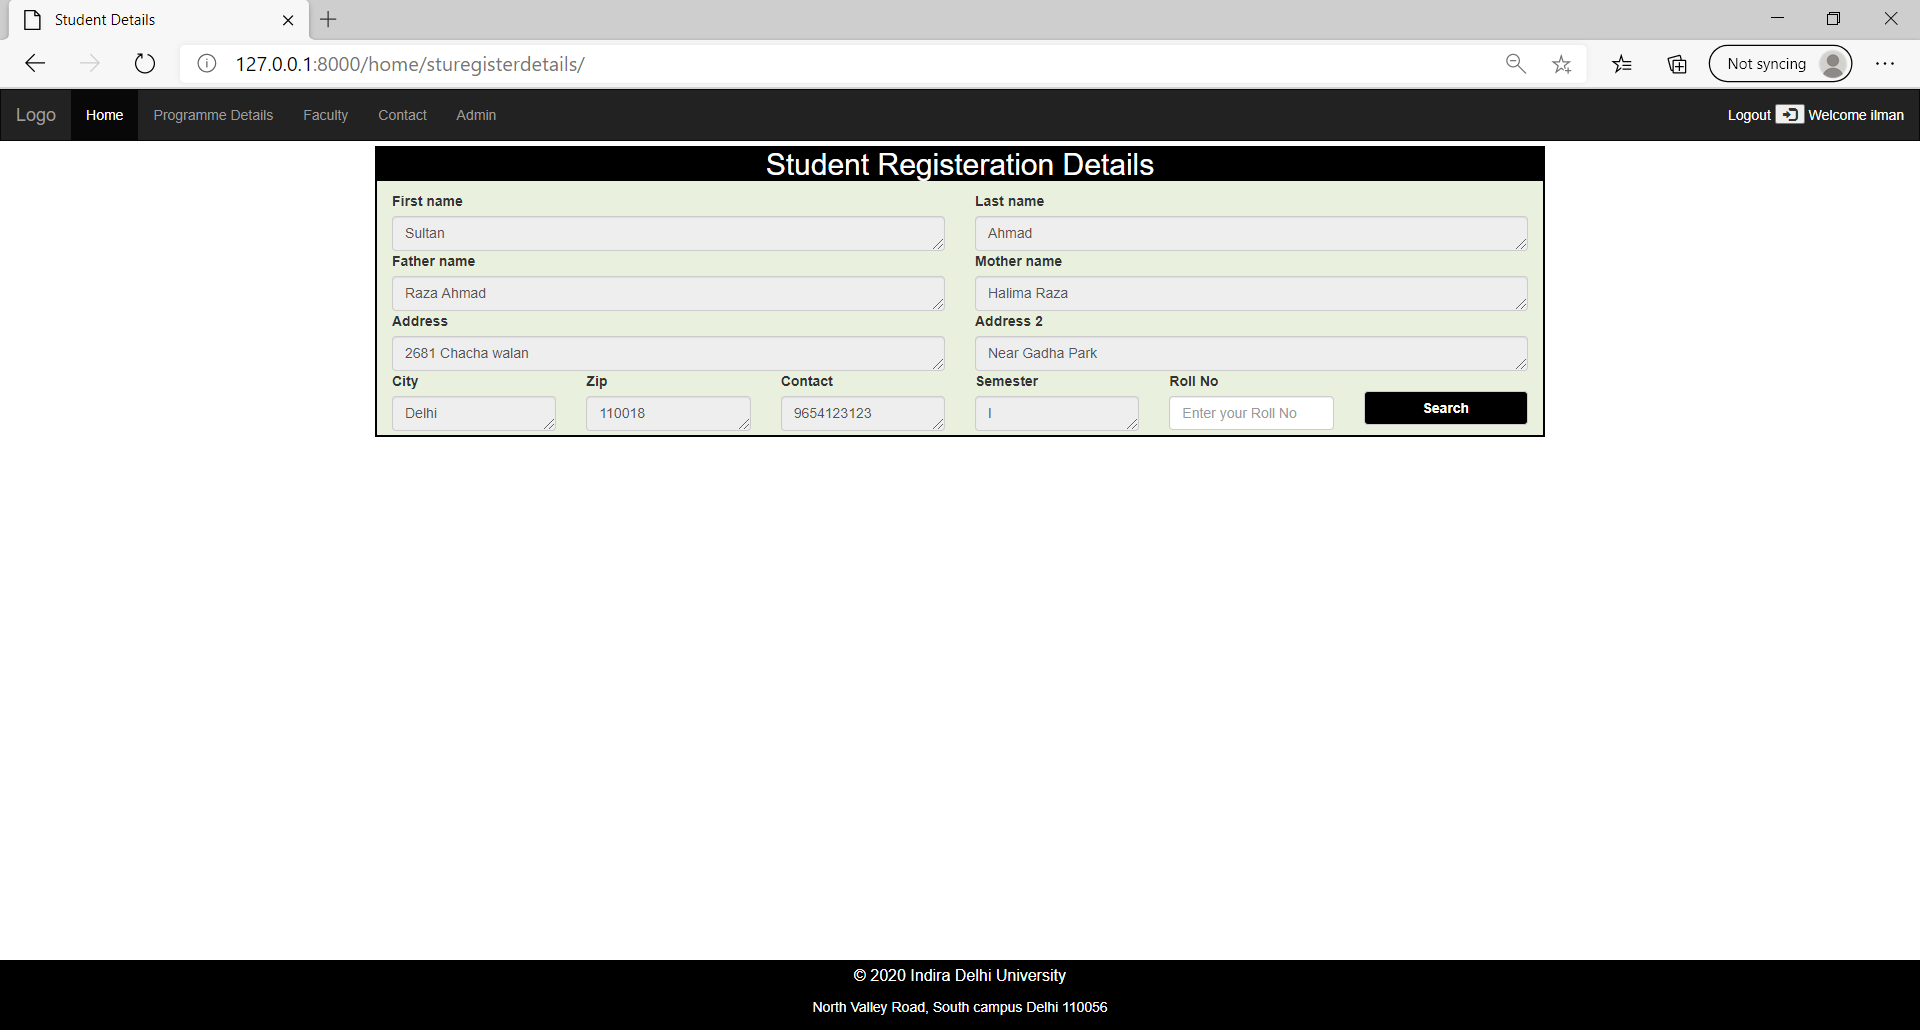 Student Details
127.0.0.1:8000/home/sturegisterdetails/
Not syncing
Logo Home Programme Details Faculty Contact Admin Logout Welcome ilman
Student Registeration Details
First name Last name
Sultan Ahmad
Father name Mother name
Raza Ahmad Halima Raza
Address Address 2
2681 Chacha walan Near Gadha Park
City Zip Contact Semester Roll No
Delhi 110018 9654123123 I Enter your Roll No Search
© 2020 Indira Delhi University
North Valley Road, South campus Delhi 110056